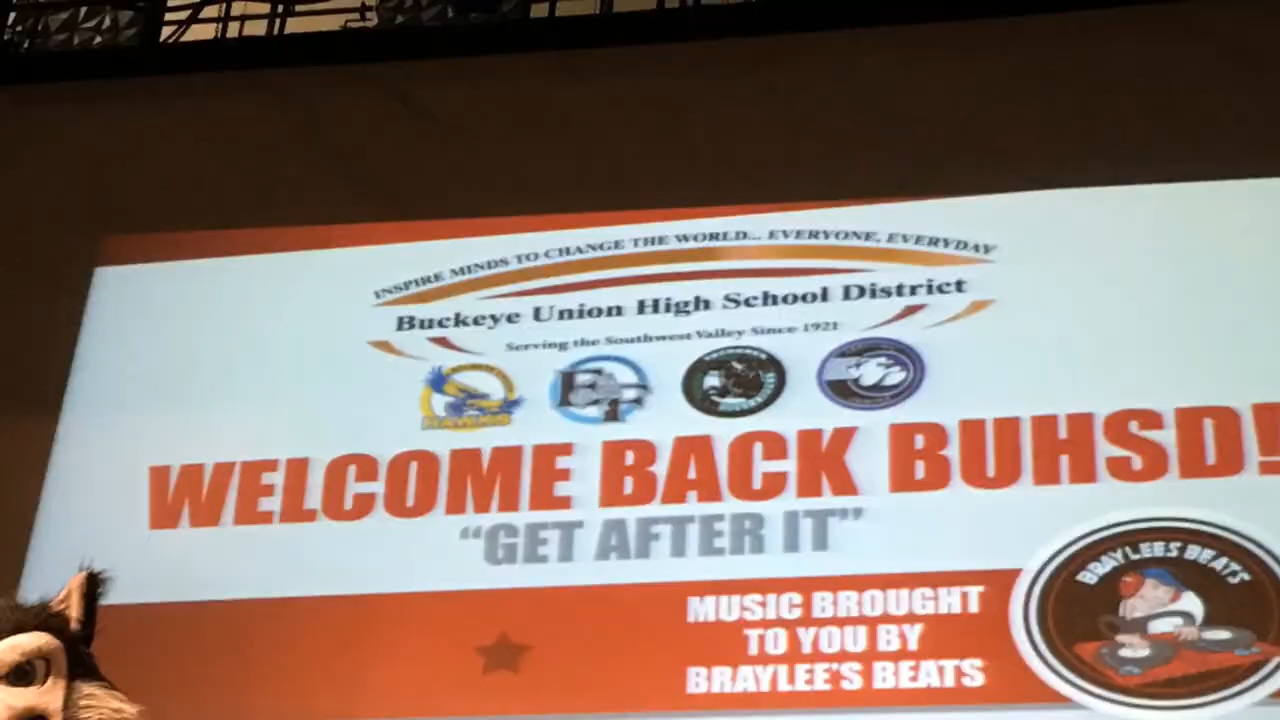 INSPIRE MINDS TO CHANGE THE WORLD... EVERYONE, EVERYDAY
Buckeye Union High School District
Serving the Southwest Valley Since 1921
EF
WELCOME BACK BUHSD!
“GET AFTER IT”
MUSIC BROUGHT
TO YOU BY
BRAYLEE'S BEATS
BRAYLEES BEATS